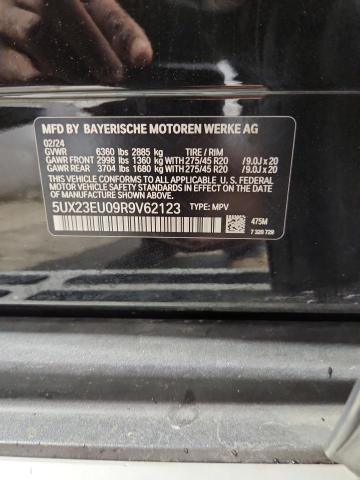 MFD BY BAYERISCHE MOTOREN WERKE AG
02/24
GVWR 6360 lbs 2885 kg TIRE / RIM
GAWR FRONT 2998 lbs 1360 KG WITH 275/45 R20 / 9.0J x 20
GAWR REAR 3704 lbs 1680 KG WITH 275/45 R20 / 9.0J x 20
THIS VEHICLE CONFORMS TO ALL APPLICABLE U. S. FEDERAL
MOTOR VEHICLE SAFETY STANDARDS IN EFFECT ON THE DATE OF
MANUFACTURE SHOWN ABOVE.
5UX23EU09R9V62123 TYPE: MPV
475M
7 320 729